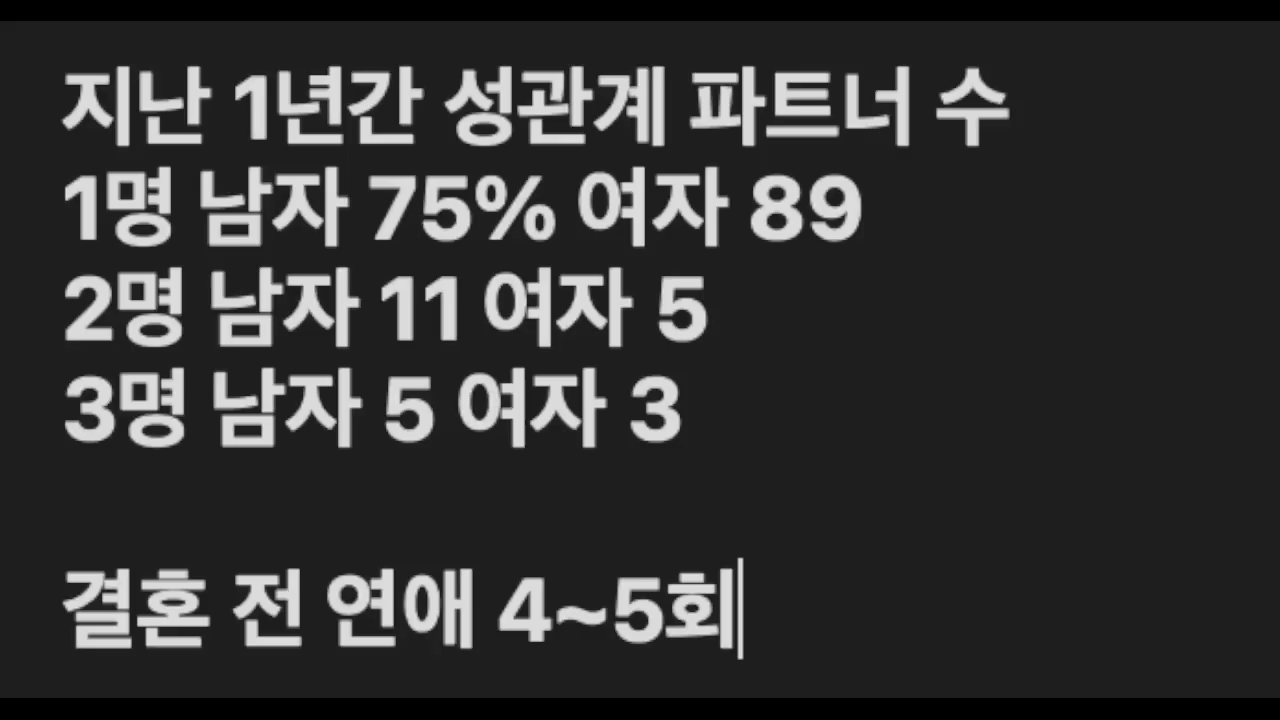 지난 1년간 성관계 파트너 수
1명 남자 75% 여자 89
2명 남자 11 여자 5
3명 남자 5 여자 3
결혼 전 연애 4~5회